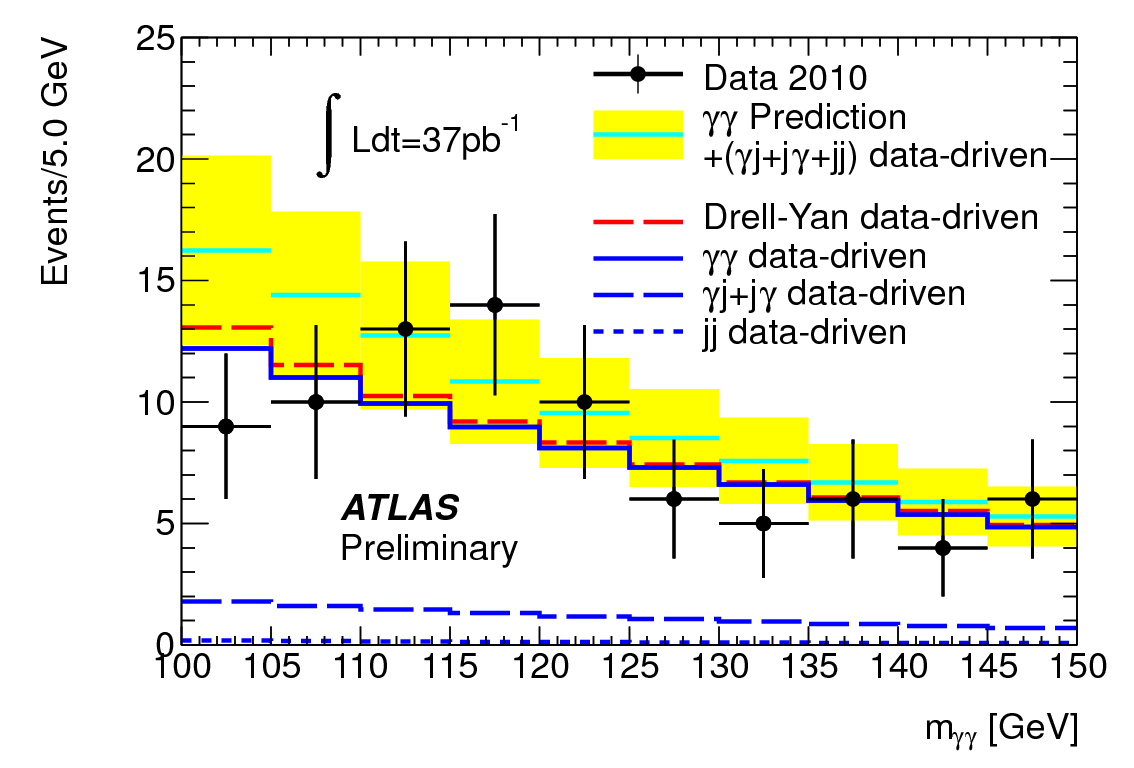 Events/5.0 GeV
25
20
15
10
5
0
∫ Ldt=37pb-1
Data 2010
γγ Prediction
+(γj+jγ+jj) data-driven
Drell-Yan data-driven
γγ data-driven
γj+jγ data-driven
jj data-driven
ATLAS
Preliminary
100 105 110 115 120 125 130 135 140 145 150
mγγ [GeV]